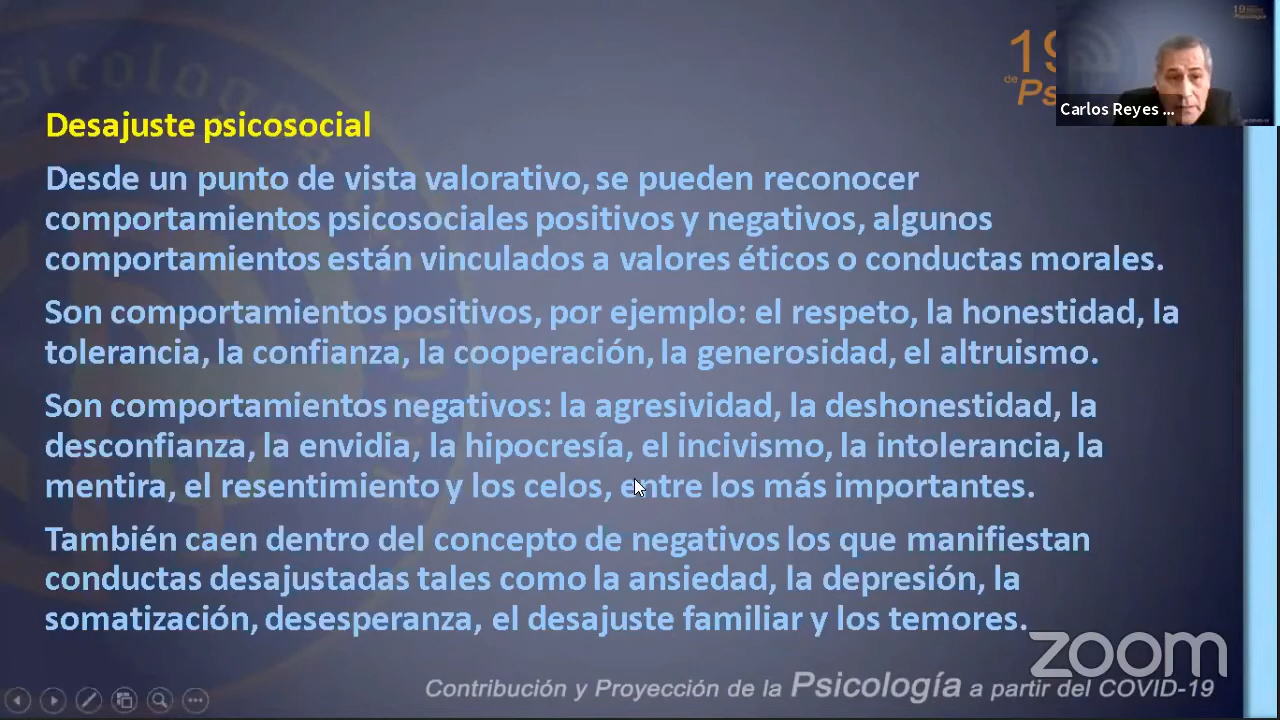 19
de
Ps
Carlos Reyes ...
Desajuste psicosocial
Desde un punto de vista valorativo, se pueden reconocer
comportamientos psicosociales positivos y negativos, algunos
comportamientos están vinculados a valores éticos o conductas morales.
Son comportamientos positivos, por ejemplo: el respeto, la honestidad, la
tolerancia, la confianza, la cooperación, la generosidad, el altruismo.
Son comportamientos negativos: la agresividad, la deshonestidad, la
desconfianza, la envidia, la hipocresía, el incivismo, la intolerancia, la
mentira, el resentimiento y los celos, entre los más importantes.
También caen dentro del concepto de negativos los que manifiestan
conductas desajustadas tales como la ansiedad, la depresión, la
somatización, desesperanza, el desajuste familiar y los temores.
zoom
Contribución y Proyección de la Psicología a partir del COVID-19